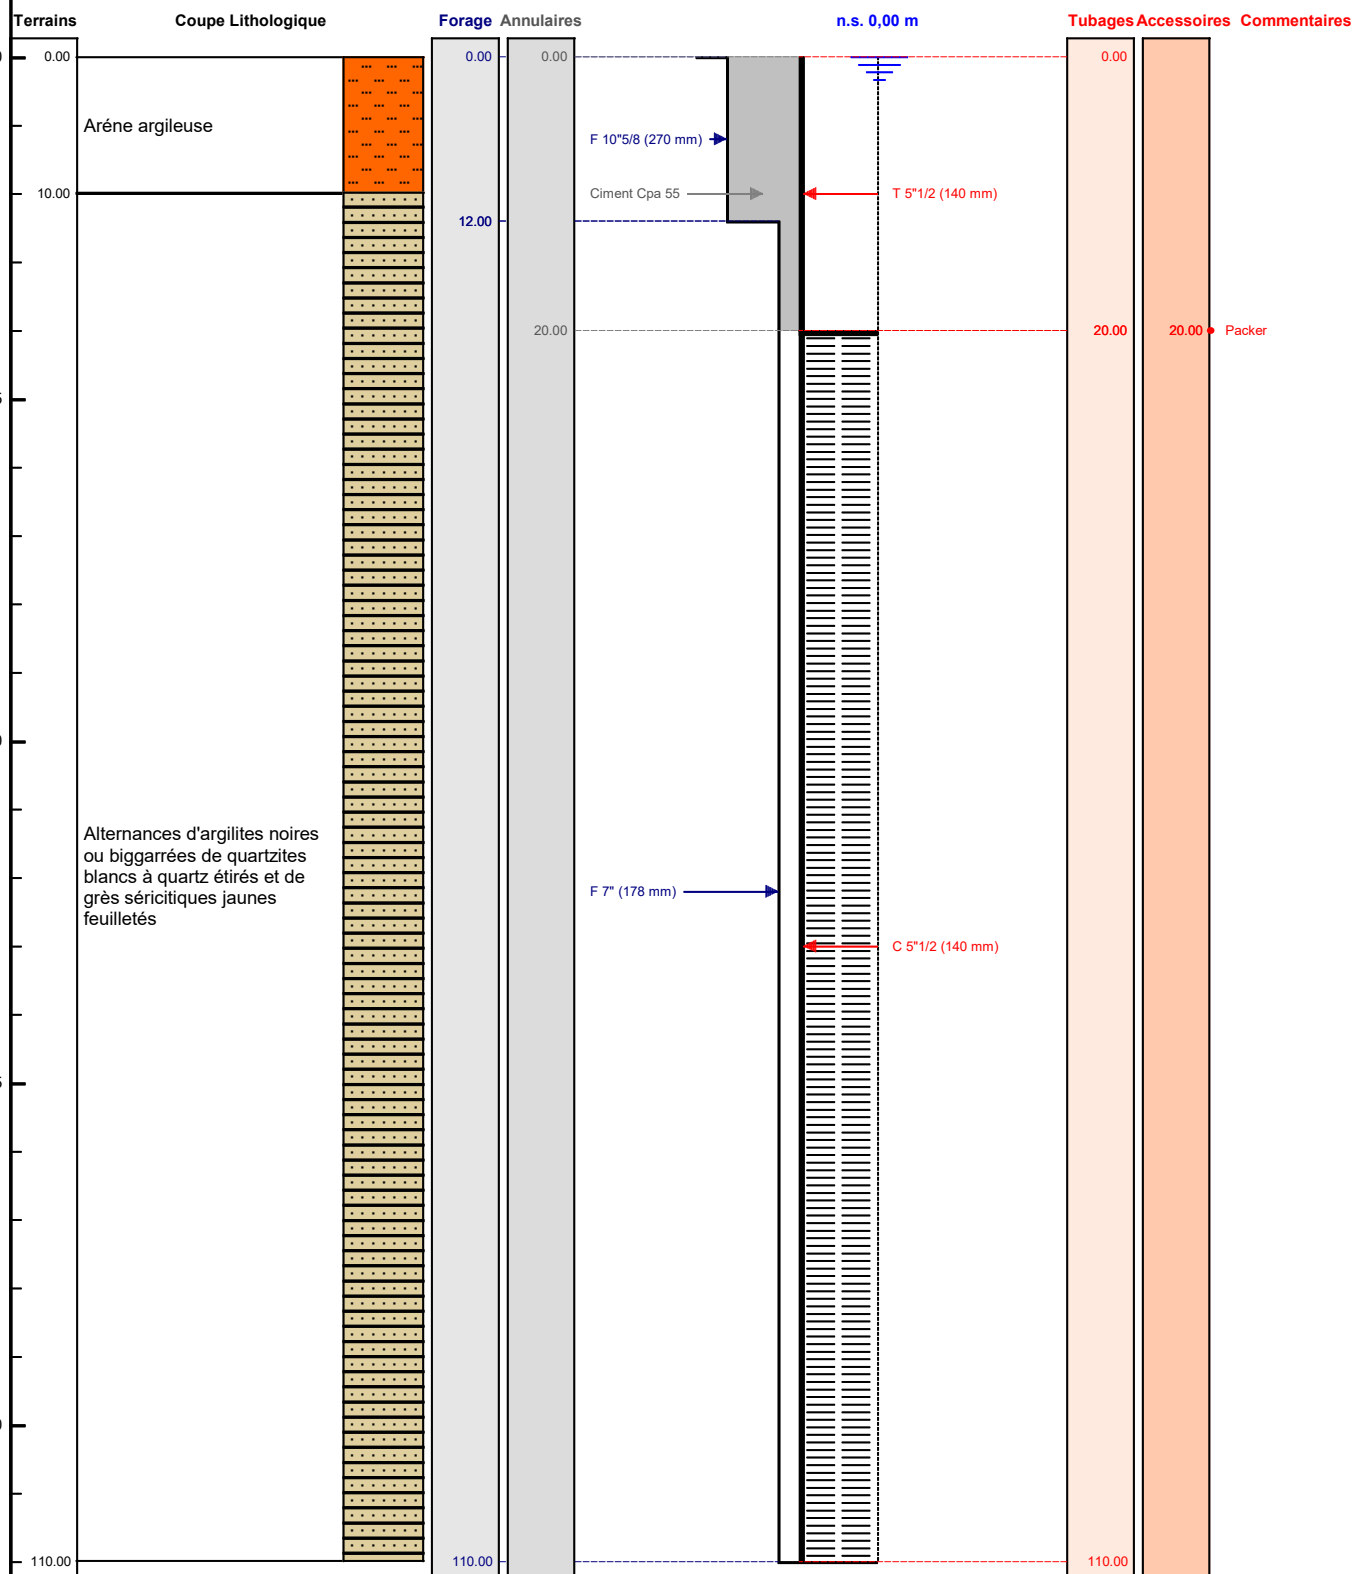 Terrains Coupe Lithologique Forage Annulaires n.s. 0,00 m Tubages Accessoires Commentaires
0.00 0.00 0.00 0.00
Aréne argileuse
F 10"5/8 (270 mm)
10.00 Ciment Cpa 55 T 5"1/2 (140 mm)
12.00
20.00 20.00 20.00 Packer
Alternances d'argilites noires
ou biggarrées de quartzites
blancs à quartz étirés et de
grès séricitiques jaunes
feuilletés
F 7" (178 mm)
C 5"1/2 (140 mm)
110.00 110.00 110.00